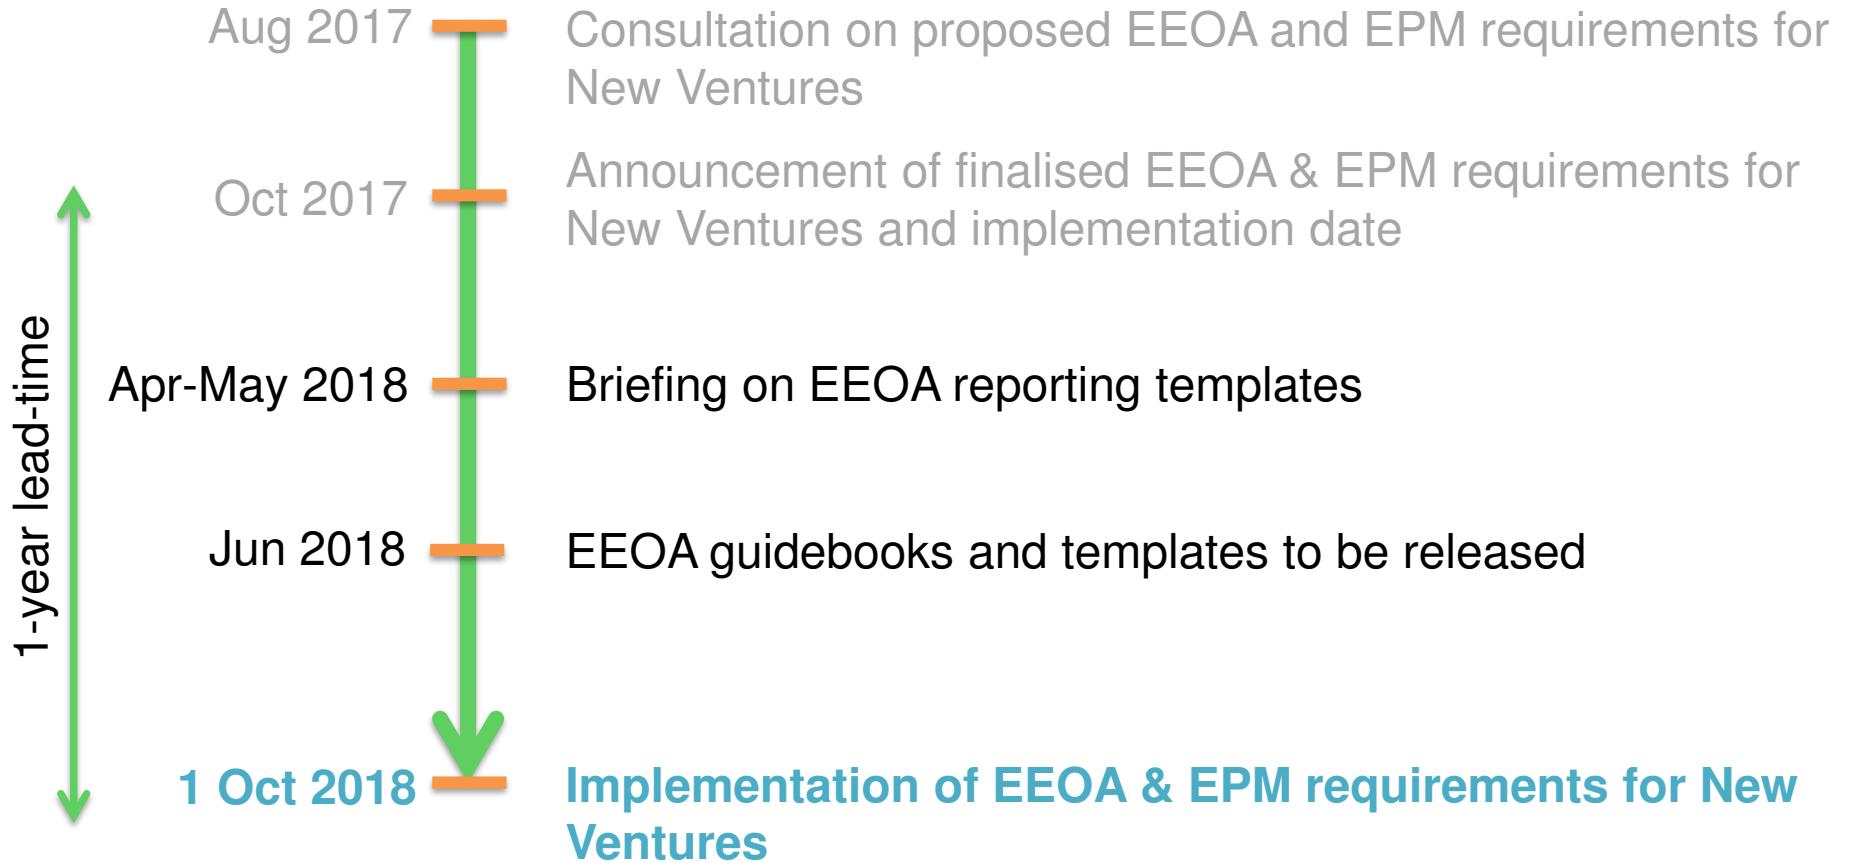 Aug 2017
Consultation on proposed EEOA and EPM requirements for
New Ventures
Oct 2017
Announcement of finalised EEOA & EPM requirements for
New Ventures and implementation date
1-year lead-time
Apr-May 2018
Briefing on EEOA reporting templates
Jun 2018
EEOA guidebooks and templates to be released
1 Oct 2018
Implementation of EEOA & EPM requirements for New
Ventures